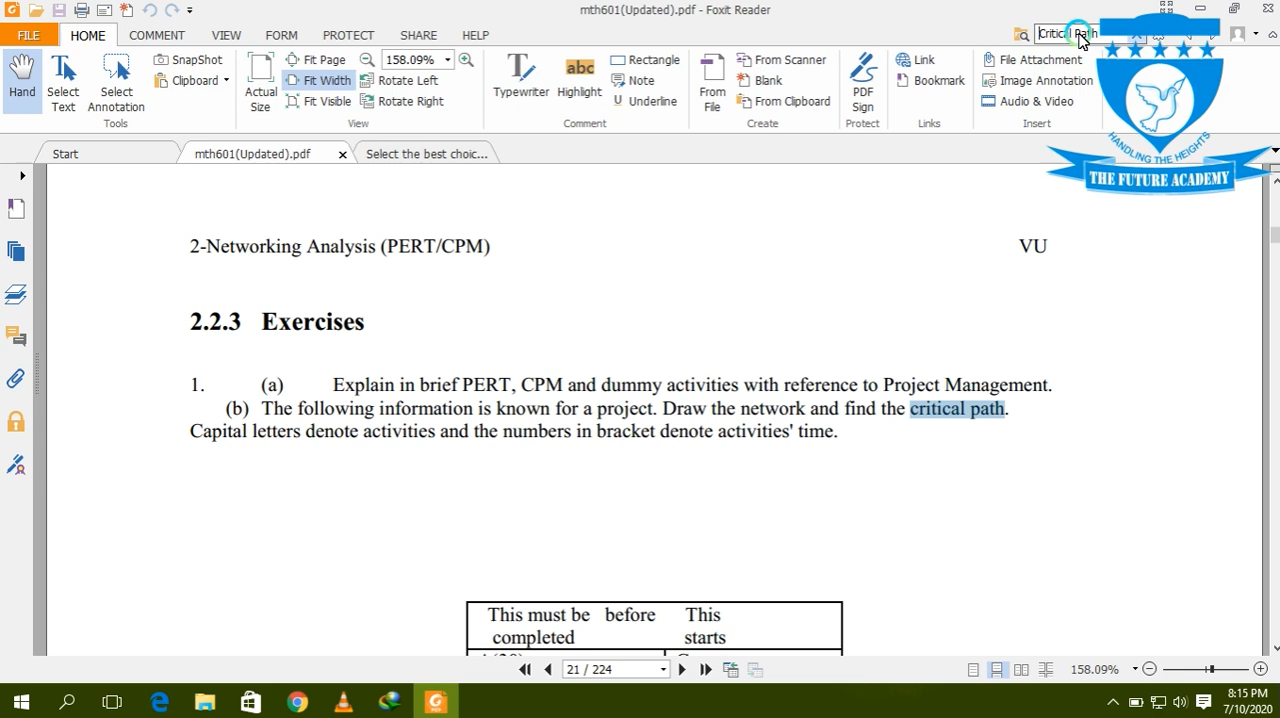 mth601(Updated).pdf - Foxit Reader
FILE HOME COMMENT VIEW FORM PROTECT SHARE HELP
Critical Path
Hand
Select Text
Select Annotation
SnapShot
Clipboard
Tools
Actual Size
Fit Page
Fit Width
Fit Visible
158.09%
Rotate Left
Rotate Right
View
Typewriter
Highlight
Rectangle
Note
Underline
Comment
From File
From Scanner
Blank
From Clipboard
Create
PDF Sign
Protect
Link
Bookmark
Links
File Attachment
Image Annotation
Audio & Video
Insert
HANDLING THE HEIGHTS
THE FUTURE ACADEMY
Start
mth601(Updated).pdf
Select the best choic...
2-Networking Analysis (PERT/CPM) VU
2.2.3 Exercises
1. (a) Explain in brief PERT, CPM and dummy activities with reference to Project Management.
(b) The following information is known for a project. Draw the network and find the critical path.
Capital letters denote activities and the numbers in bracket denote activities' time.
This must be before This
completed starts
21 / 224
158.09%
8:15 PM
7/10/2020